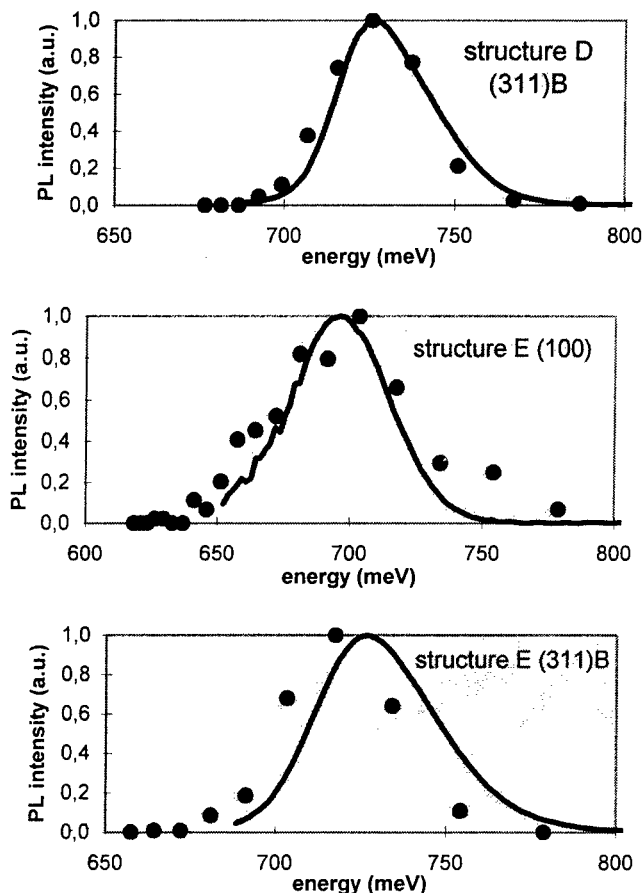 1,0
0,8
0,6
0,4
0,2
0,0
PL intensity (a.u.)
structure D
(311)B
650 700 750 800
energy (meV)
1,0
0,8
0,6
0,4
0,2
0,0
PL intensity (a.u.)
structure E (100)
600 650 700 750 800
energy (meV)
1,0
0,8
0,6
0,4
0,2
0,0
PL intensity (a.u.)
structure E (311)B
650 700 750 800
energy (meV)